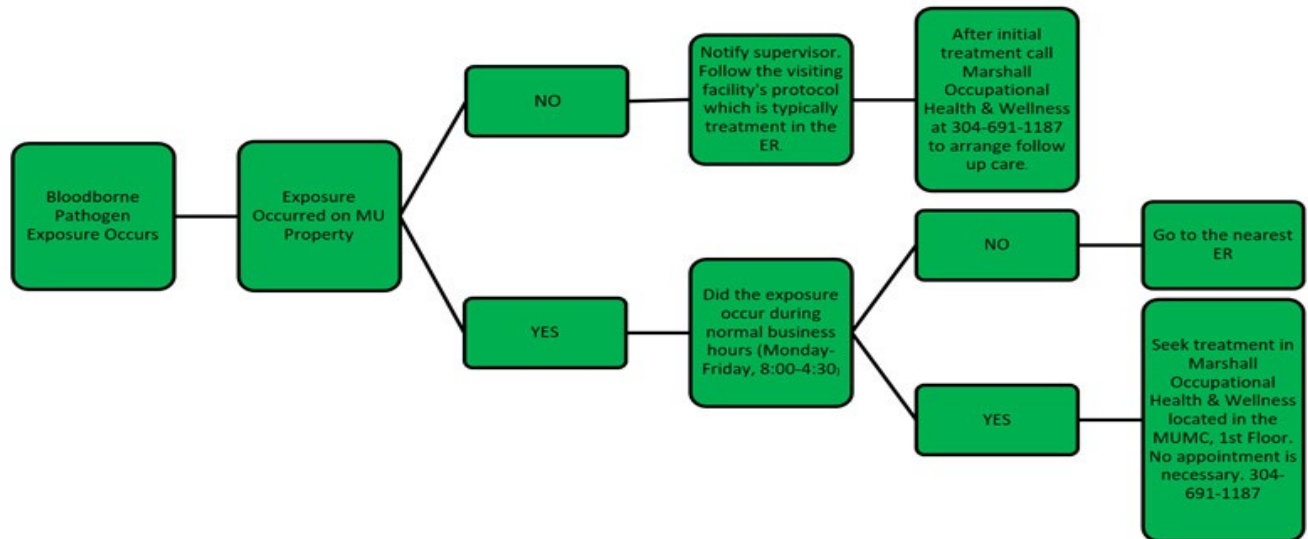 Bloodborne
Pathogen
Exposure Occurs
Exposure
Occurred on MU
Property
NO
Notify supervisor.
Follow the visiting
facility's protocol
which is typically
treatment in the
ER.
After initial
treatment call
Marshall
Occupational
Health & Wellness
at 304-691-1187
to arrange follow
up care.
YES
Did the exposure
occur during
normal business
hours (Monday-
Friday, 8:00-4:30)
NO
Go to the nearest
ER
YES
Seek treatment in
Marshall
Occupational
Health & Wellness
located in the
MUMC, 1st Floor.
No appointment is
necessary. 304-
691-1187